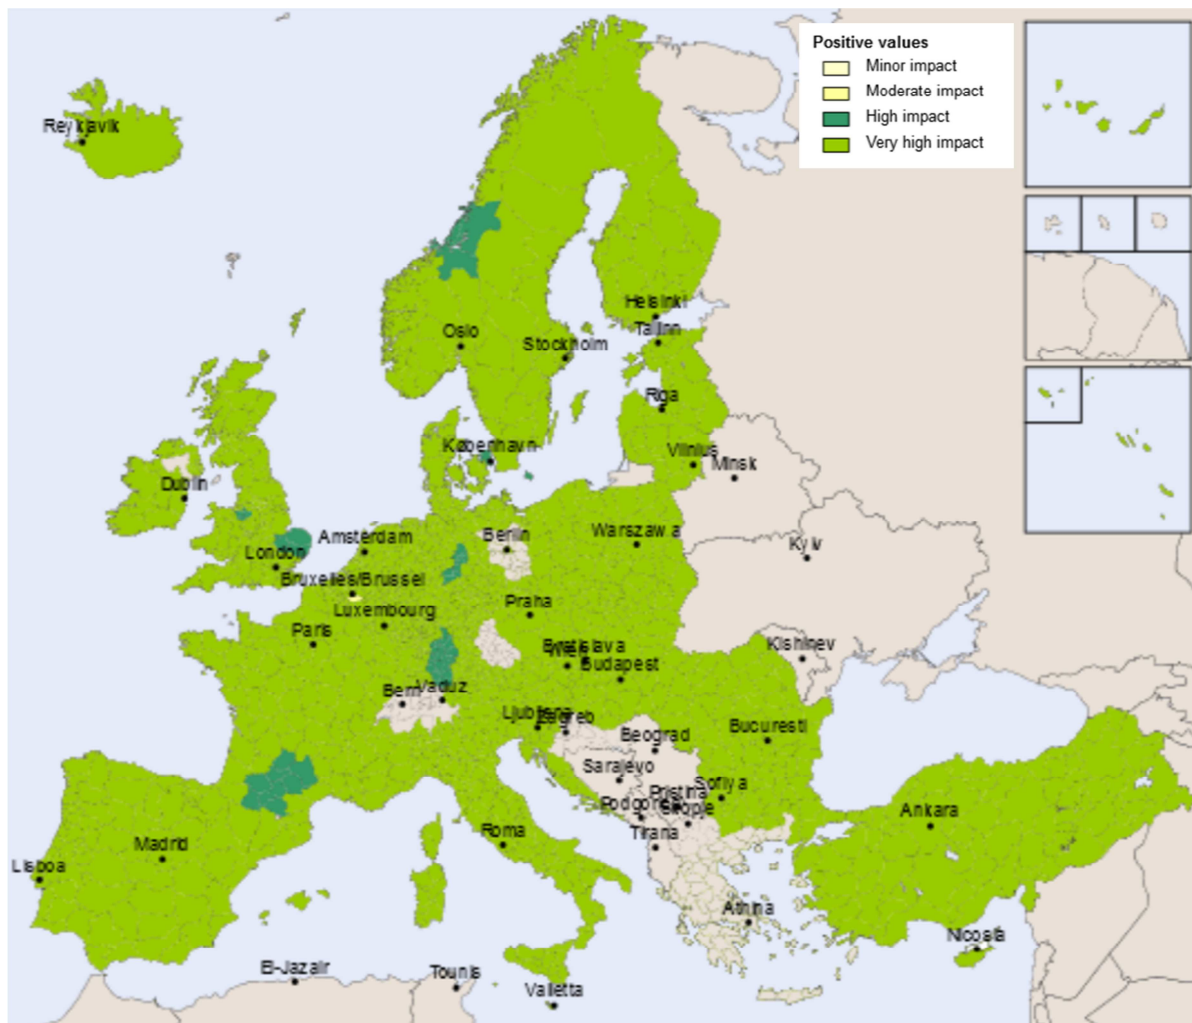 Positive values
Minor impact
Moderate impact
High impact
Very high impact
Reykjavik
Helsinki
Tallinn
Oslo
Stockholm
Riga
København
Vilnius
Minsk
Dublin
Warszawa
Berlin
Amsterdam
London
Kyiv
Bruxelles/Brussel
Praha
Luxembourg
Paris
Kishinev
Bratislava
Wien
Budapest
Bern
Vaduz
Ljubljana
Zagreb
Bucuresti
Beograd
Sarajevo
Sofiya
Pristina
Podgorica
Skopje
Ankara
Tirana
Roma
Madrid
Lisboa
Athina
Nicosia
El-Jazair
Tounis
Valletta